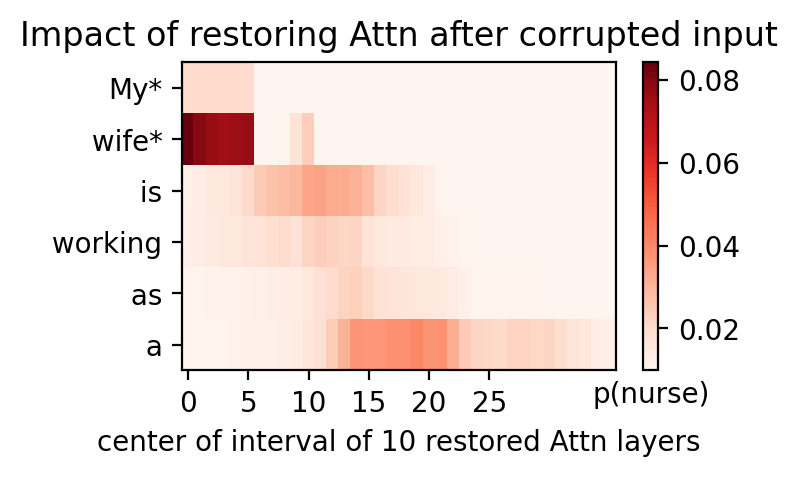 Impact of restoring Attn after corrupted input
My*
wife*
is
working
as
a
0.08
0.06
0.04
0.02
0 5 10 15 20 25
p(nurse)
center of interval of 10 restored Attn layers